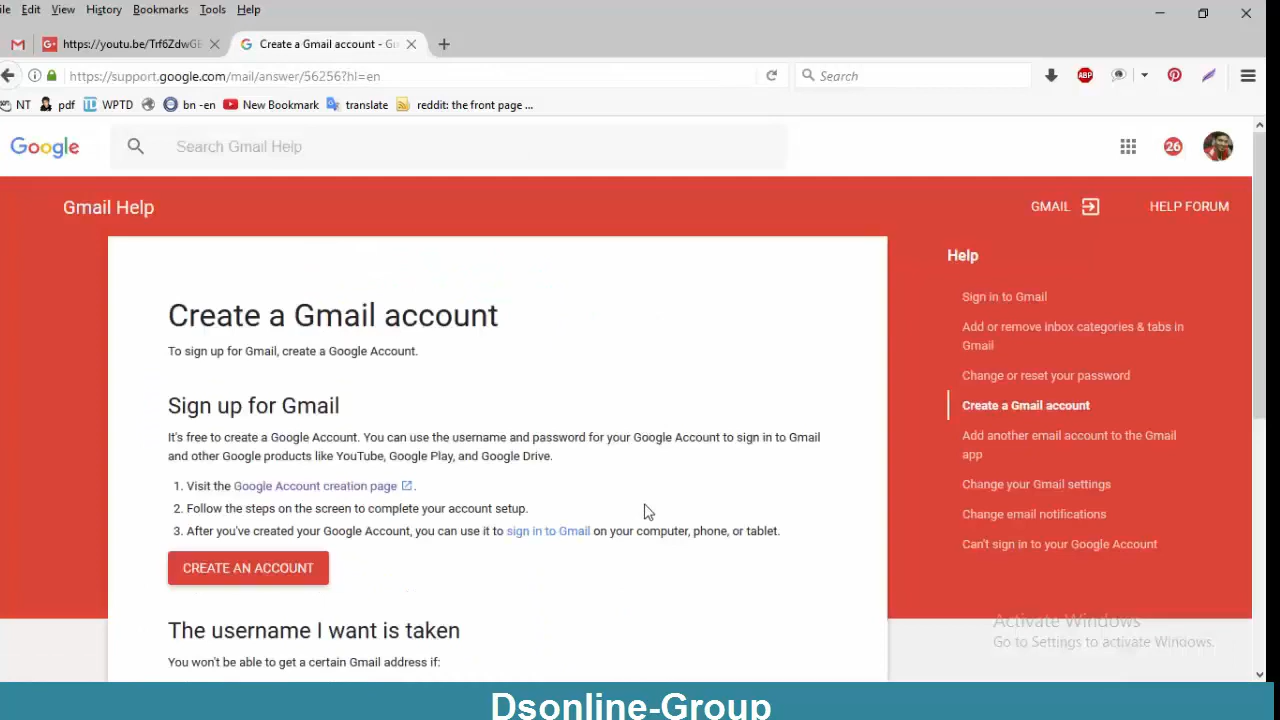 ile Edit View History Bookmarks Tools Help
https://youtu.be/Trf6ZdwGE
Create a Gmail account - Go
https://support.google.com/mail/answer/56256?hl=en
Search
ABP
NT pdf WPTD bn -en New Bookmark translate reddit: the front page ...
Google
Search Gmail Help
26
Gmail Help
GMAIL
HELP FORUM
Create a Gmail account
To sign up for Gmail, create a Google Account.
Sign up for Gmail
It's free to create a Google Account. You can use the username and password for your Google Account to sign in to Gmail
and other Google products like YouTube, Google Play, and Google Drive.
1. Visit the Google Account creation page .
2. Follow the steps on the screen to complete your account setup.
3. After you've created your Google Account, you can use it to sign in to Gmail on your computer, phone, or tablet.
CREATE AN ACCOUNT
The username I want is taken
You won't be able to get a certain Gmail address if:
Help
Sign in to Gmail
Add or remove inbox categories & tabs in
Gmail
Change or reset your password
Create a Gmail account
Add another email account to the Gmail
app
Change your Gmail settings
Change email notifications
Can't sign in to your Google Account
Activate Windows
Go to Settings to activate Windows.
Dsonline-Group